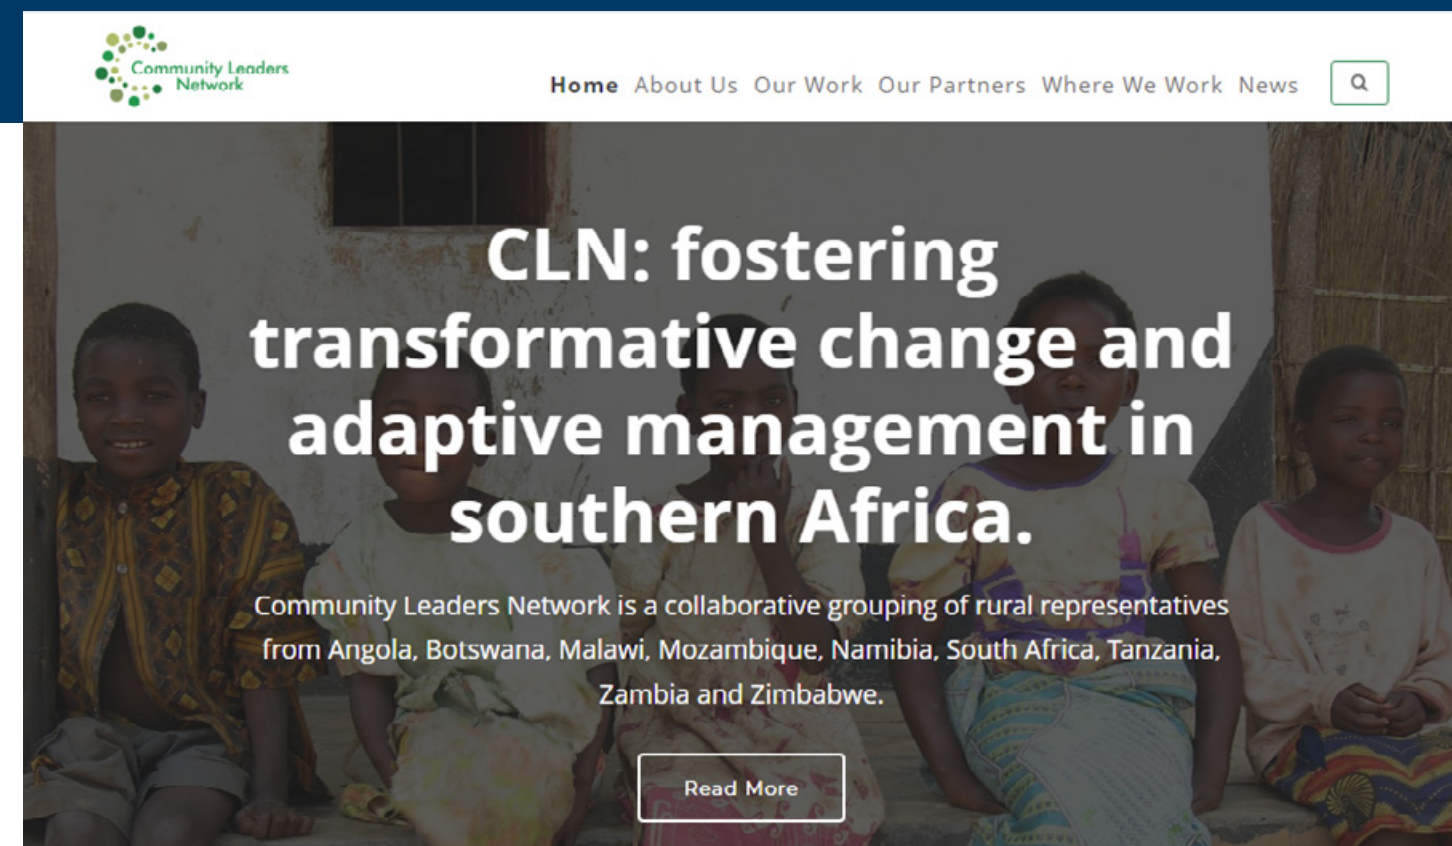 Community Leaders
Network
Home About Us Our Work Our Partners Where We Work News
CLN: fostering
transformative change and
adaptive management in
southern Africa.
Community Leaders Network is a collaborative grouping of rural representatives
from Angola, Botswana, Malawi, Mozambique, Namibia, South Africa, Tanzania,
Zambia and Zimbabwe.
Read More